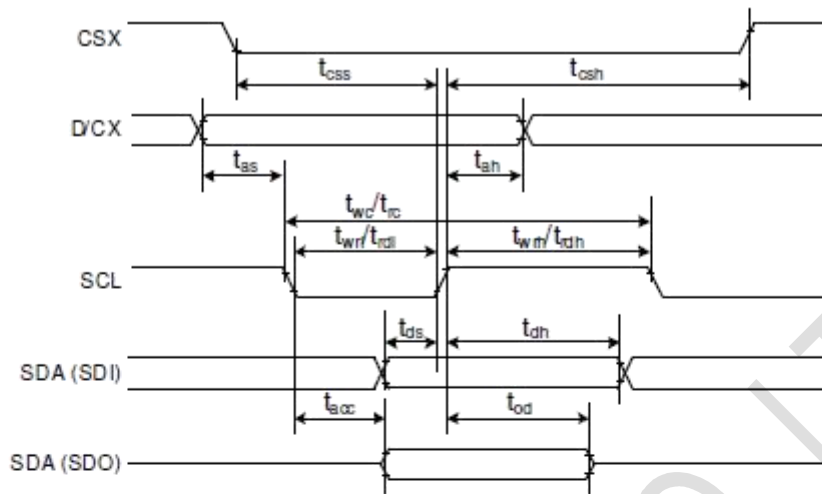 CSX
tcss
tcsh
D/CX
tas
tah
twc/trc
twrl/trdl
twrh/trdh
SCL
tds
tdh
SDA (SDI)
tacc
tod
SDA (SDO)